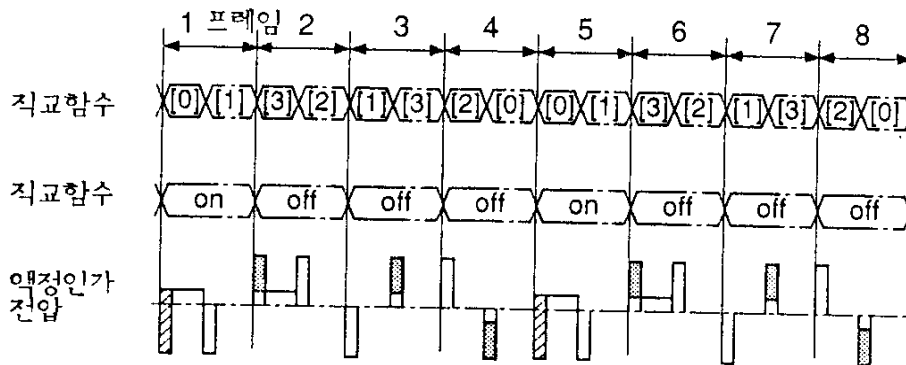 1 프레임 2 3 4 5 6 7 8
직교함수 [0] [1] [3] [2] [1] [3] [2] [0] [0] [1] [3] [2] [1] [3] [2] [0]
직교함수 on off off off on off off off
액정인가
전압